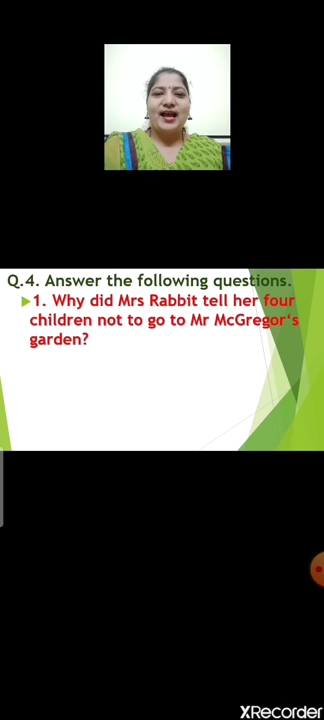 Q.4. Answer the following questions.
1. Why did Mrs Rabbit tell her four
children not to go to Mr McGregor‘s
garden?
XRecorder